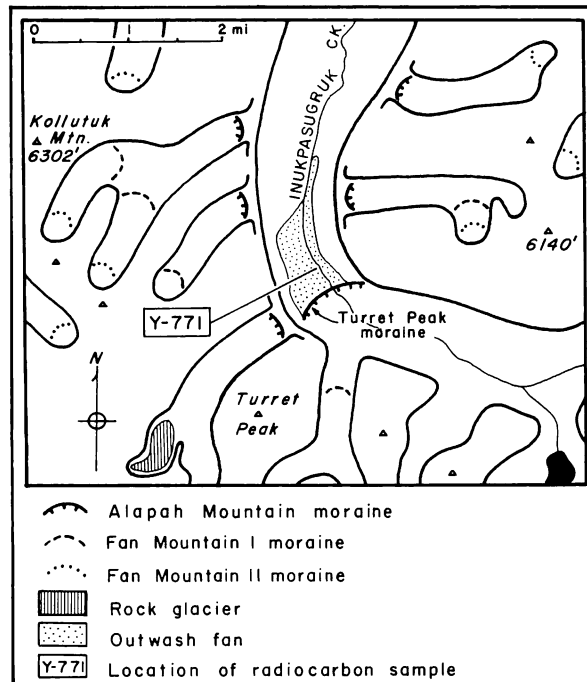 0 2 mi
INUKPASUGRUK CK.
Kollutuk
Mtn.
6302'
6140'
Y-771
Turret Peak
moraine
N
Turret
Peak
Alapah Mountain moraine
Fan Mountain I moraine
Fan Mountain II moraine
Rock glacier
Outwash fan
Y-771 Location of radiocarbon sample